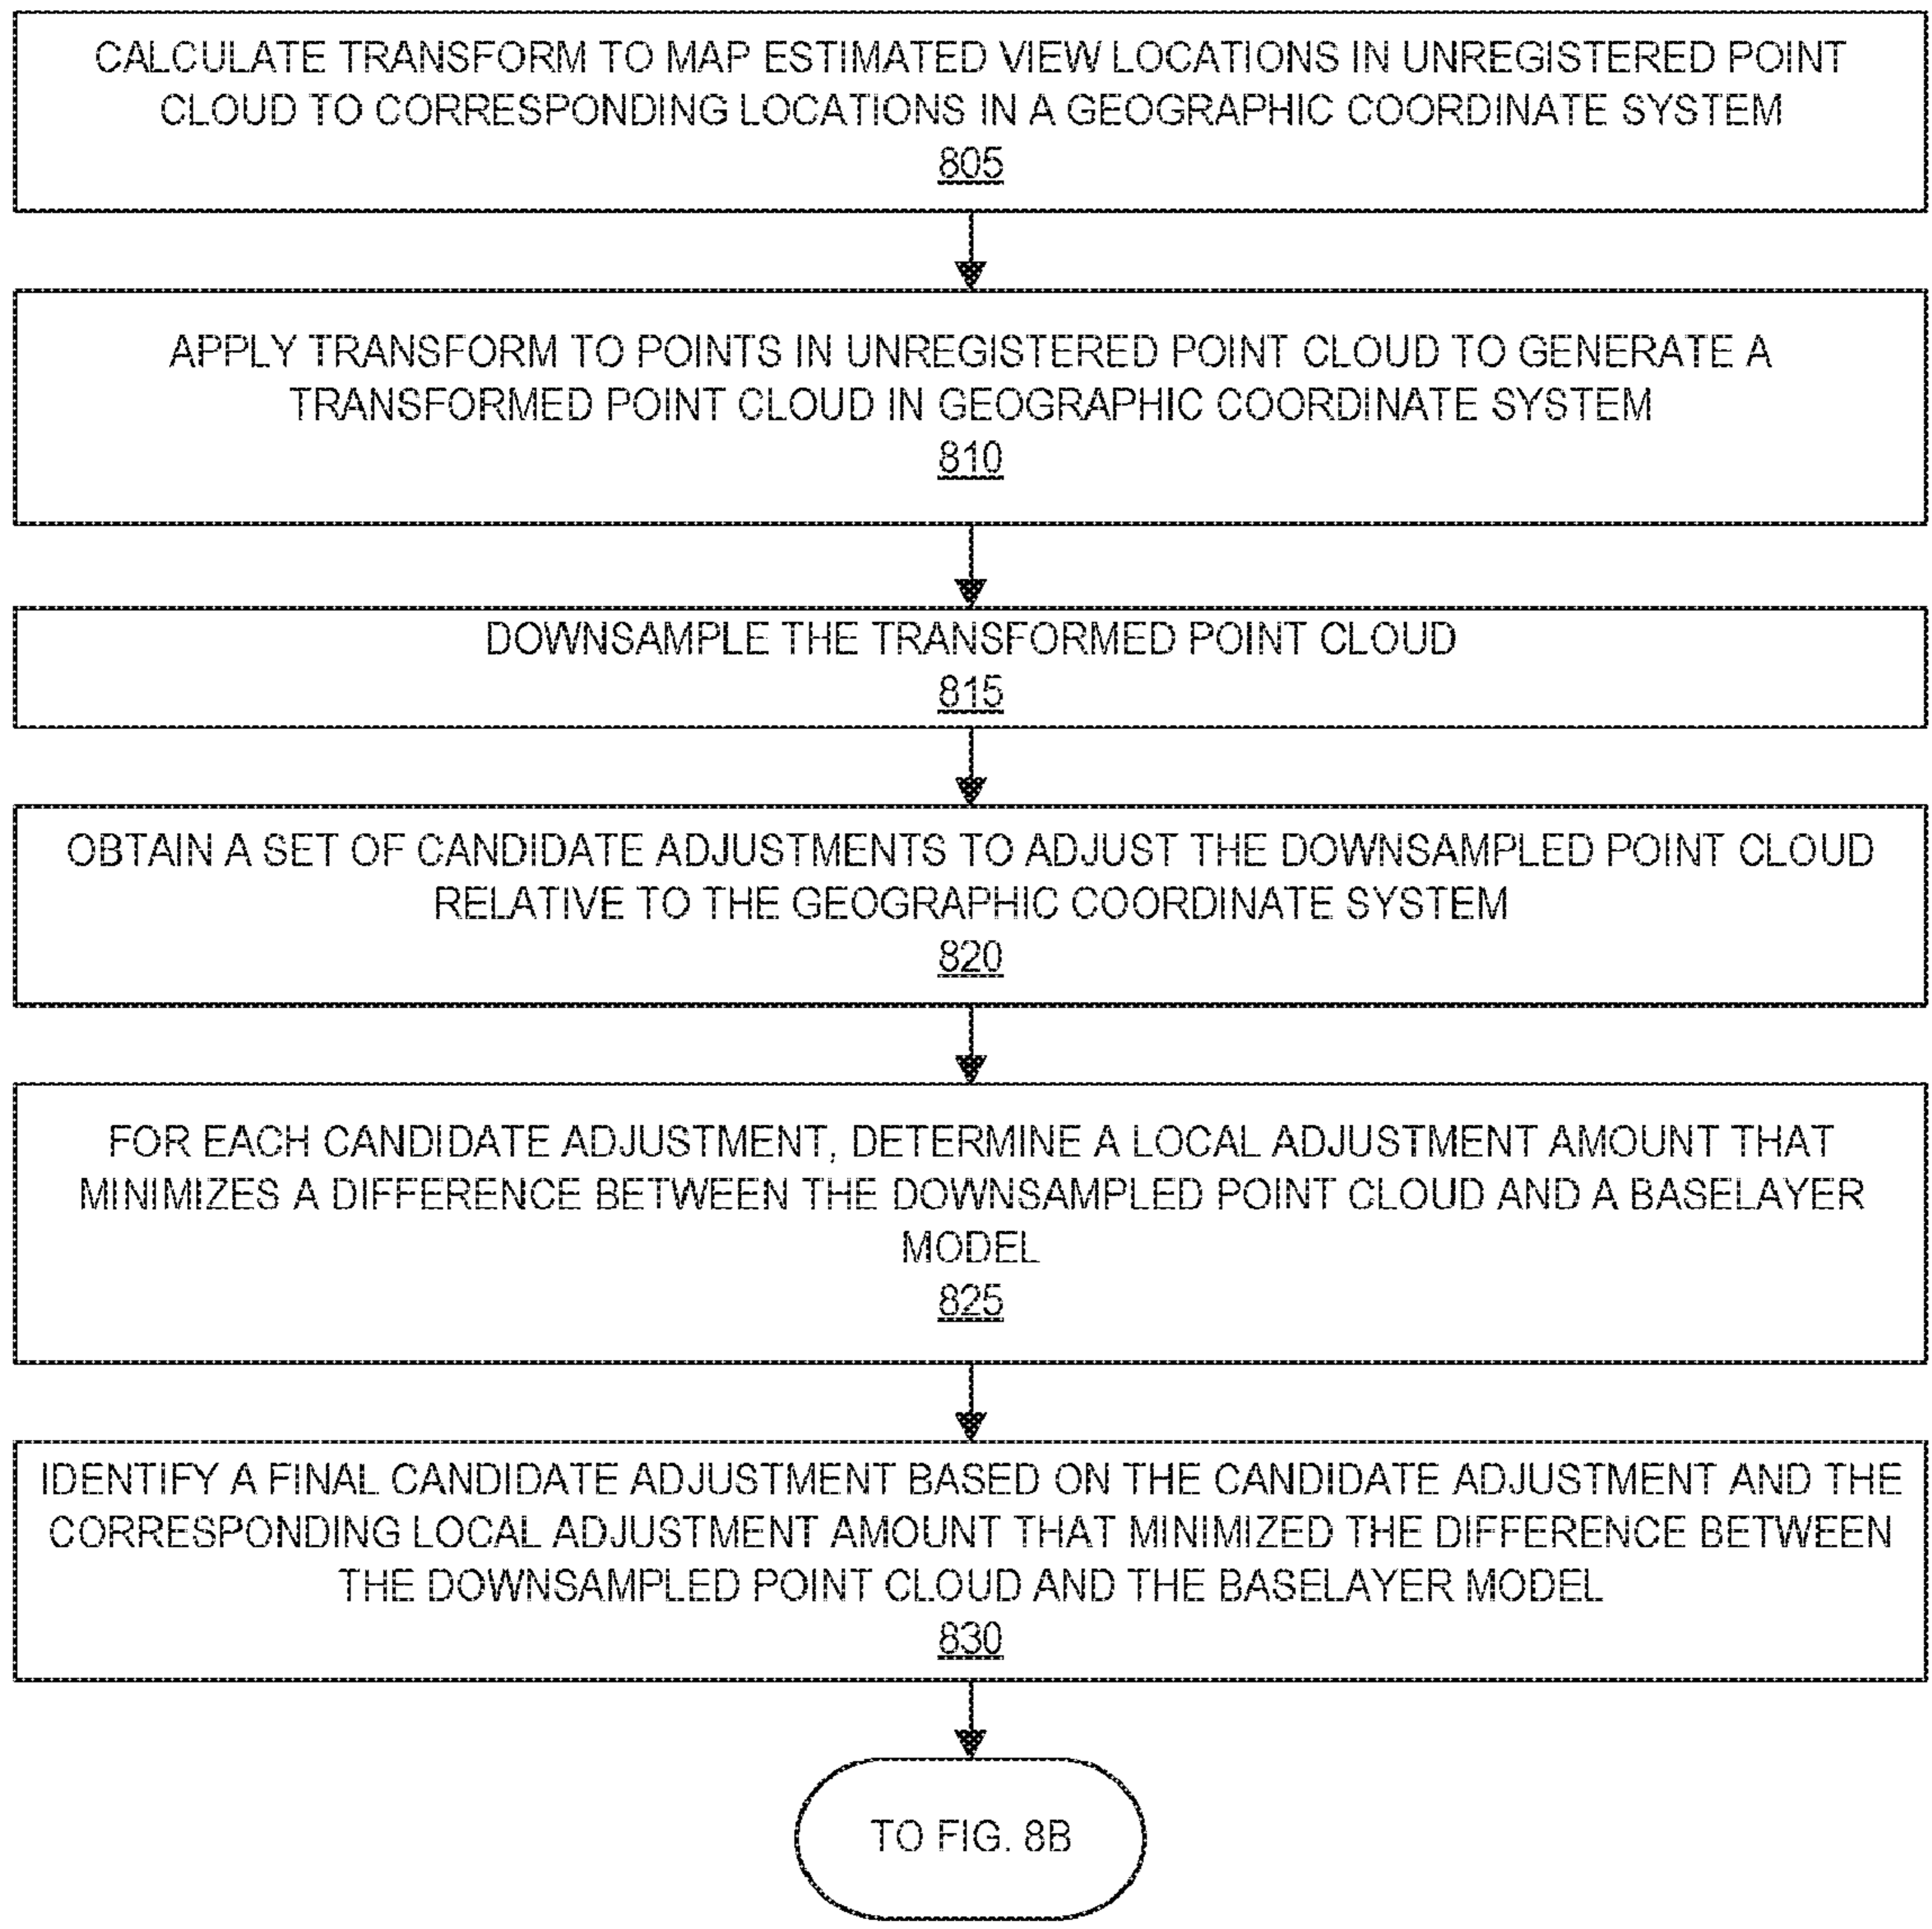 CALCULATE TRANSFORM TO MAP ESTIMATED VIEW LOCATIONS IN UNREGISTERED POINT
CLOUD TO CORRESPONDING LOCATIONS IN A GEOGRAPHIC COORDINATE SYSTEM
805
APPLY TRANSFORM TO POINTS IN UNREGISTERED POINT CLOUD TO GENERATE A
TRANSFORMED POINT CLOUD IN GEOGRAPHIC COORDINATE SYSTEM
810
DOWNSAMPLE THE TRANSFORMED POINT CLOUD
815
OBTAIN A SET OF CANDIDATE ADJUSTMENTS TO ADJUST THE DOWNSAMPLED POINT CLOUD
RELATIVE TO THE GEOGRAPHIC COORDINATE SYSTEM
820
FOR EACH CANDIDATE ADJUSTMENT, DETERMINE A LOCAL ADJUSTMENT AMOUNT THAT
MINIMIZES A DIFFERENCE BETWEEN THE DOWNSAMPLED POINT CLOUD AND A BASELAYER
MODEL
825
IDENTIFY A FINAL CANDIDATE ADJUSTMENT BASED ON THE CANDIDATE ADJUSTMENT AND THE
CORRESPONDING LOCAL ADJUSTMENT AMOUNT THAT MINIMIZED THE DIFFERENCE BETWEEN
THE DOWNSAMPLED POINT CLOUD AND THE BASELAYER MODEL
830
TO FIG. 8B